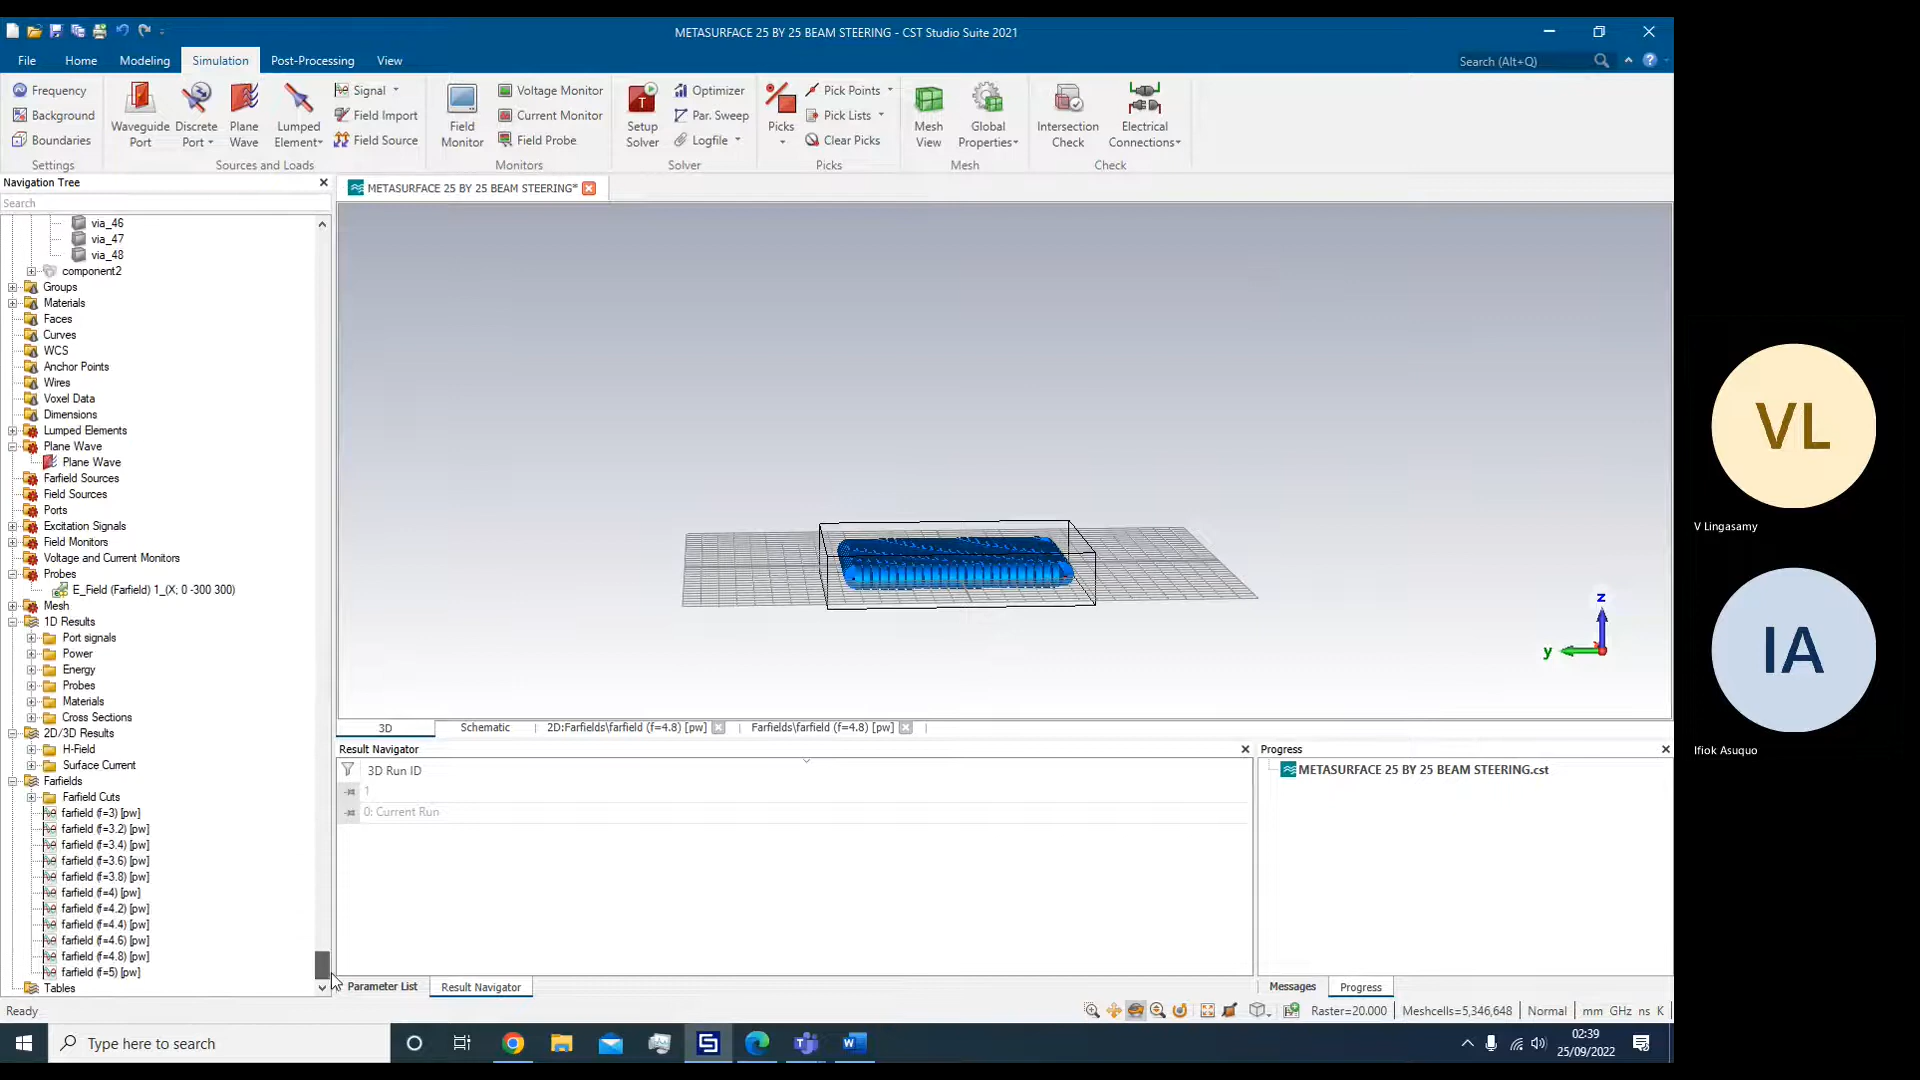 METASURFACE 25 BY 25 BEAM STEERING - CST Studio Suite 2021
File Home Modeling Simulation Post-Processing View
Search (Alt+Q)
Frequency
Background
Boundaries
Settings
Waveguide Port
Discrete Port
Plane Wave
Lumped Element
Signal
Field Import
Field Source
Sources and Loads
Field Monitor
Voltage Monitor
Current Monitor
Field Probe
Monitors
Setup Solver
Optimizer
Par. Sweep
Logfile
Solver
Picks
Pick Points
Pick Lists
Clear Picks
Picks
Mesh View
Global Properties
Mesh
Intersection Check
Electrical Connections
Check
Navigation Tree
Search
via_46
via_47
via_48
component2
Groups
Materials
Faces
Curves
WCS
Anchor Points
Wires
Voxel Data
Dimensions
Lumped Elements
Plane Wave
Plane Wave
Farfield Sources
Field Sources
Ports
Excitation Signals
Field Monitors
Voltage and Current Monitors
Probes
E_Field (Farfield) 1_(X; 0 -300 300)
Mesh
1D Results
Port signals
Power
Energy
Probes
Materials
Cross Sections
2D/3D Results
H-Field
Surface Current
Farfields
Farfield Cuts
farfield (f=3) [pw]
farfield (f=3.2) [pw]
farfield (f=3.4) [pw]
farfield (f=3.6) [pw]
farfield (f=3.8) [pw]
farfield (f=4) [pw]
farfield (f=4.2) [pw]
farfield (f=4.4) [pw]
farfield (f=4.6) [pw]
farfield (f=4.8) [pw]
farfield (f=5) [pw]
Tables
METASURFACE 25 BY 25 BEAM STEERING*
z
y
3D Schematic 2D:Farfields\farfield (f=4.8) [pw] Farfields\farfield (f=4.8) [pw]
Result Navigator
3D Run ID
1
0: Current Run
Parameter List Result Navigator
Progress
METASURFACE 25 BY 25 BEAM STEERING.cst
Messages Progress
Ready
Raster=20.000 Meshcells=5,346,648 Normal mm GHz ns K
Type here to search
02:39
25/09/2022
VL
V Lingasamy
IA
Ifiok Asuquo